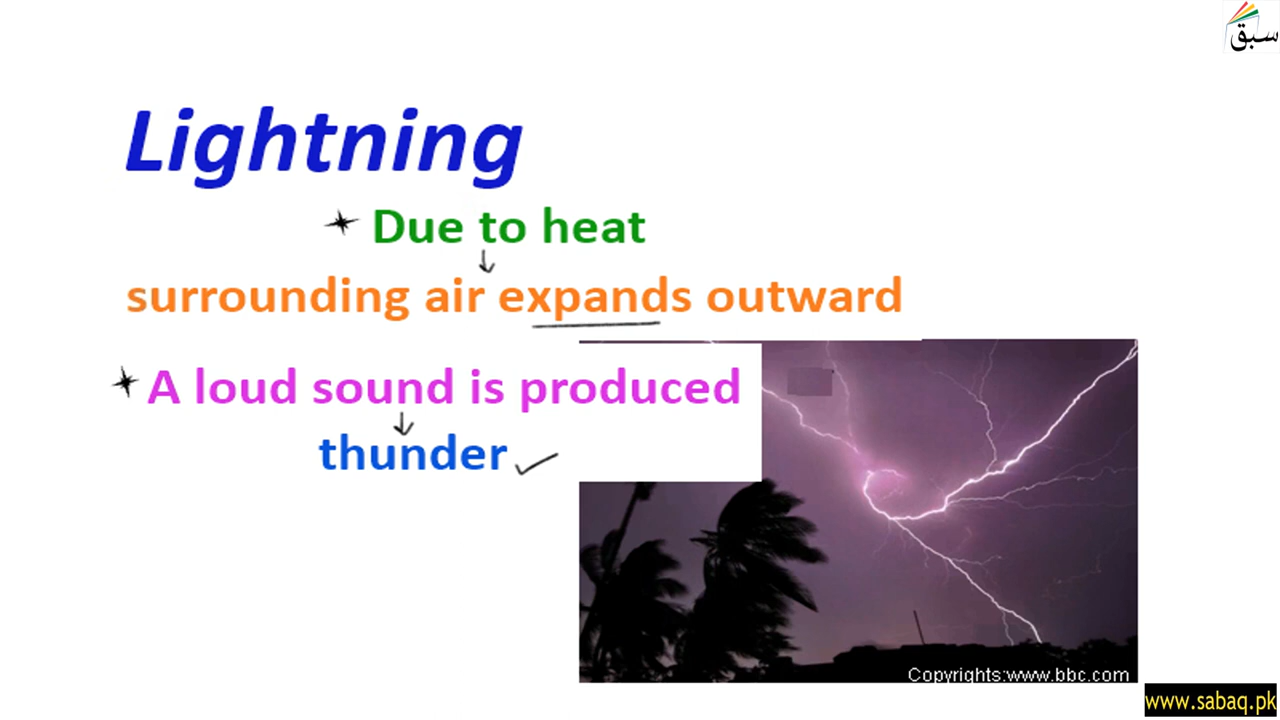 سبق
Lightning
Due to heat
surrounding air expands outward
A loud sound is produced
thunder
Copyrights:www.bbc.com
www.sabaq.pk